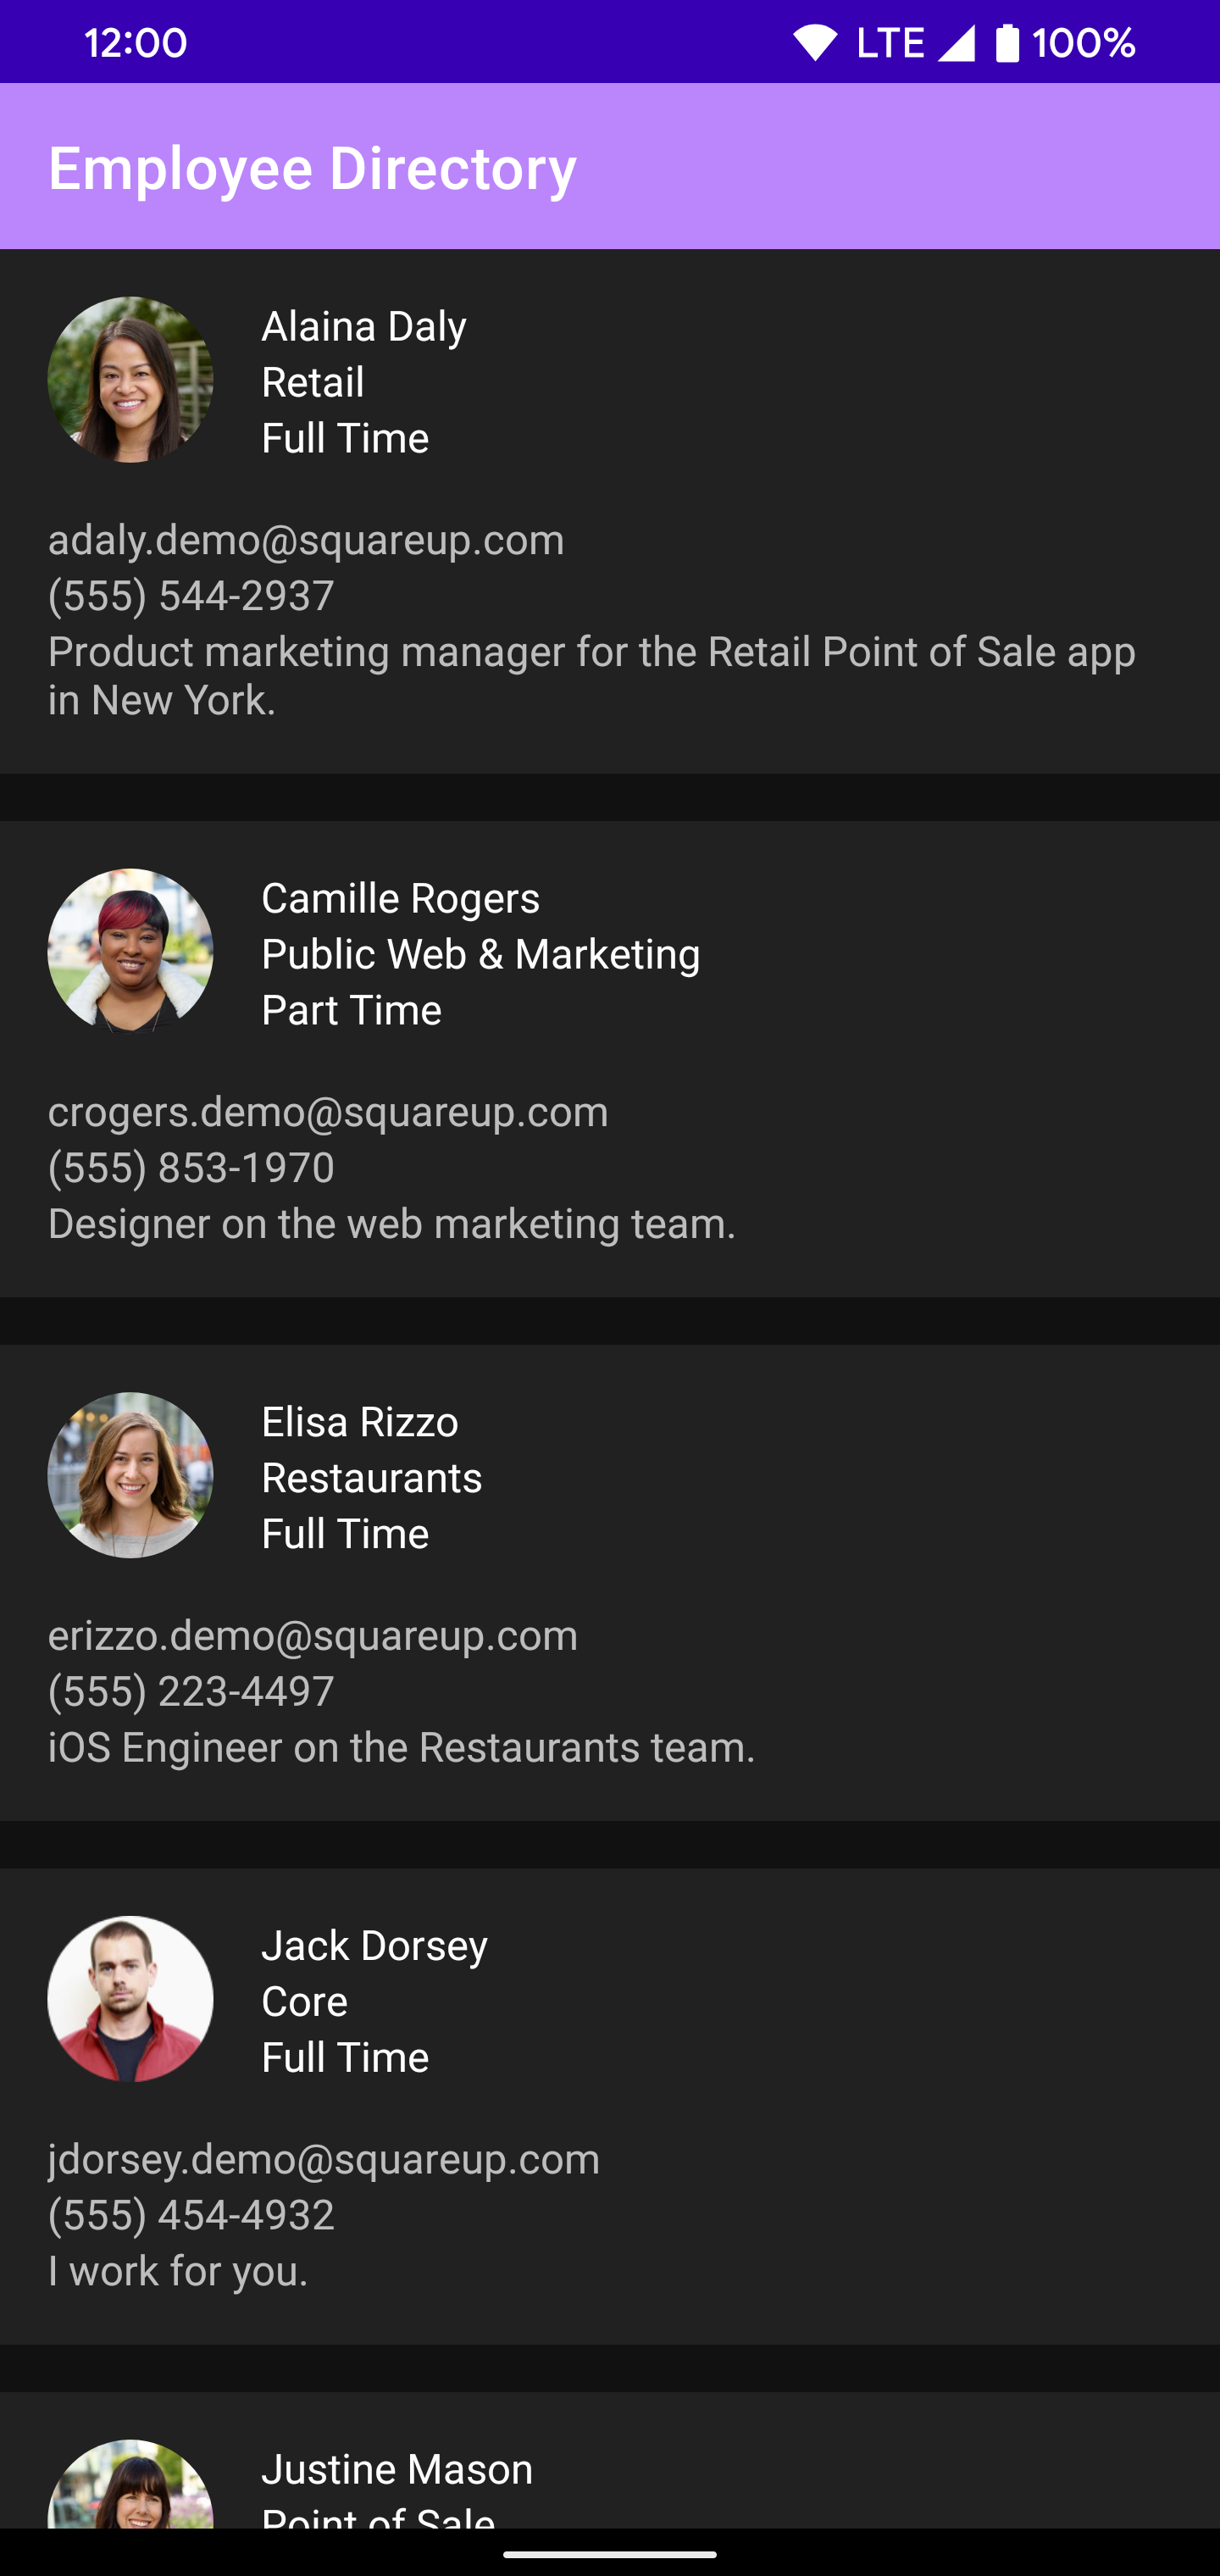 12:00 LTE 100%
Employee Directory
Alaina Daly
Retail
Full Time
adaly.demo@squareup.com
(555) 544-2937
Product marketing manager for the Retail Point of Sale app
in New York.
Camille Rogers
Public Web & Marketing
Part Time
crogers.demo@squareup.com
(555) 853-1970
Designer on the web marketing team.
Elisa Rizzo
Restaurants
Full Time
erizzo.demo@squareup.com
(555) 223-4497
iOS Engineer on the Restaurants team.
Jack Dorsey
Core
Full Time
jdorsey.demo@squareup.com
(555) 454-4932
I work for you.
Justine Mason
Point of Sale